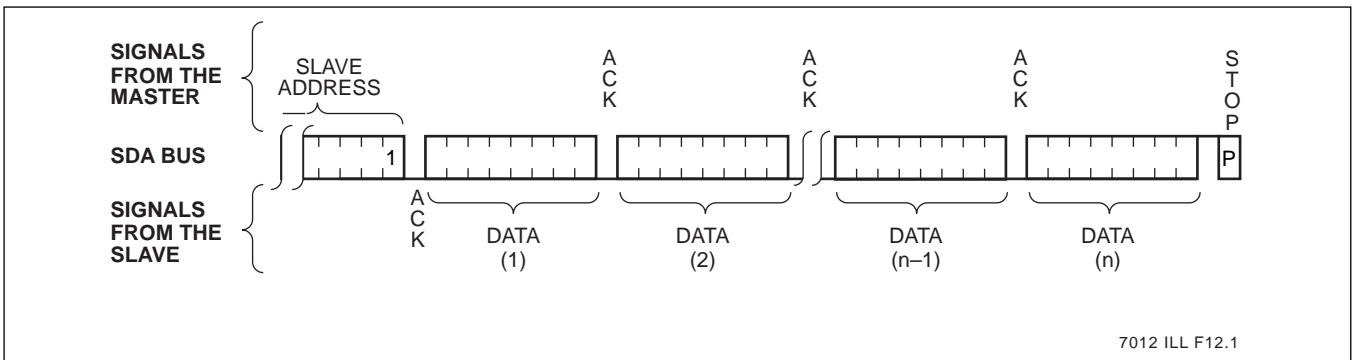 SIGNALS
FROM THE
MASTER
SLAVE
ADDRESS
A
C
K
A
C
K
A
C
K
S
T
O
P
SDA BUS
1
P
SIGNALS
FROM THE
SLAVE
A
C
K
DATA
(1)
DATA
(2)
DATA
(n–1)
DATA
(n)
7012 ILL F12.1